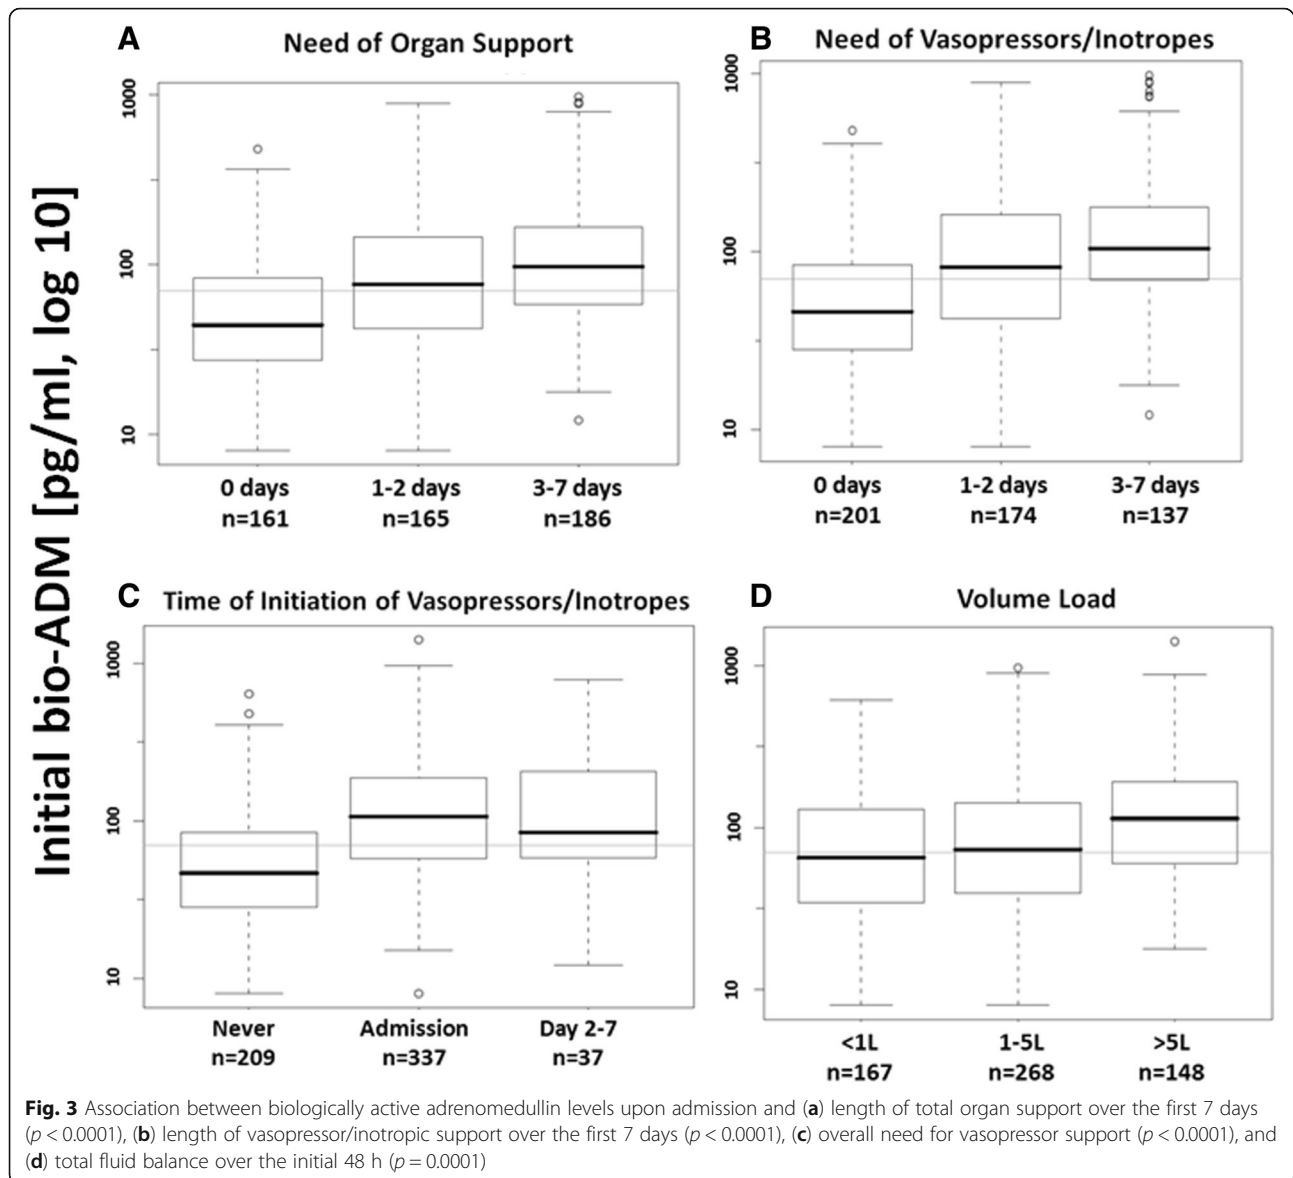 A
Need of Organ Support
1000
100
10
0 days
1-2 days
3-7 days
n=161
n=165
n=186
B
Need of Vasopressors/Inotropes
1000
100
10
0 days
1-2 days
3-7 days
n=201
n=174
n=137
Initial bio-ADM [pg/ml, log 10]
C
Time of Initiation of Vasopressors/Inotropes
1000
100
10
Never
Admission
Day 2-7
n=209
n=337
n=37
D
Volume Load
1000
100
10
<1L
1-5L
>5L
n=167
n=268
n=148
Fig. 3 Association between biologically active adrenomedullin levels upon admission and (a) length of total organ support over the first 7 days
(p < 0.0001), (b) length of vasopressor/inotropic support over the first 7 days (p < 0.0001), (c) overall need for vasopressor support (p < 0.0001), and
(d) total fluid balance over the initial 48 h (p = 0.0001)